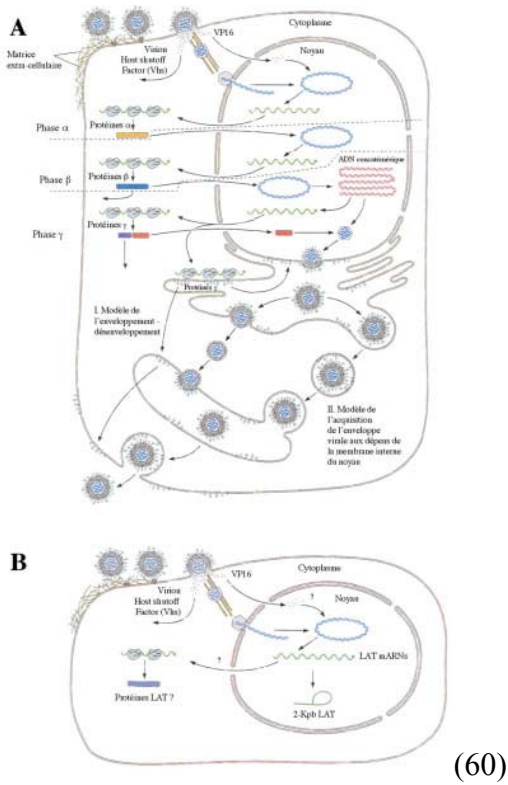 A
Cytoplasme
VP16
Noyau
Matrice
extra-cellulaire
Virion
Host shutoff
Factor (Vhs)
Protéines α
Phase α
Protéines β
ADN concatémérique
Phase β
Protéines γ
Phase γ
Protéines γ
I. Modèle de
l'enveloppement -
désenveloppement
II. Modèle de
l'acquisition
de l'enveloppe
virale aux dépens de
la membrane interne
du noyau
B
Cytoplasme
VP16
?
Noyau
Virion
Host shutoff
Factor (Vhs)
?
LAT mARNs
Protéines LAT ?
2-Kpb LAT
(60)